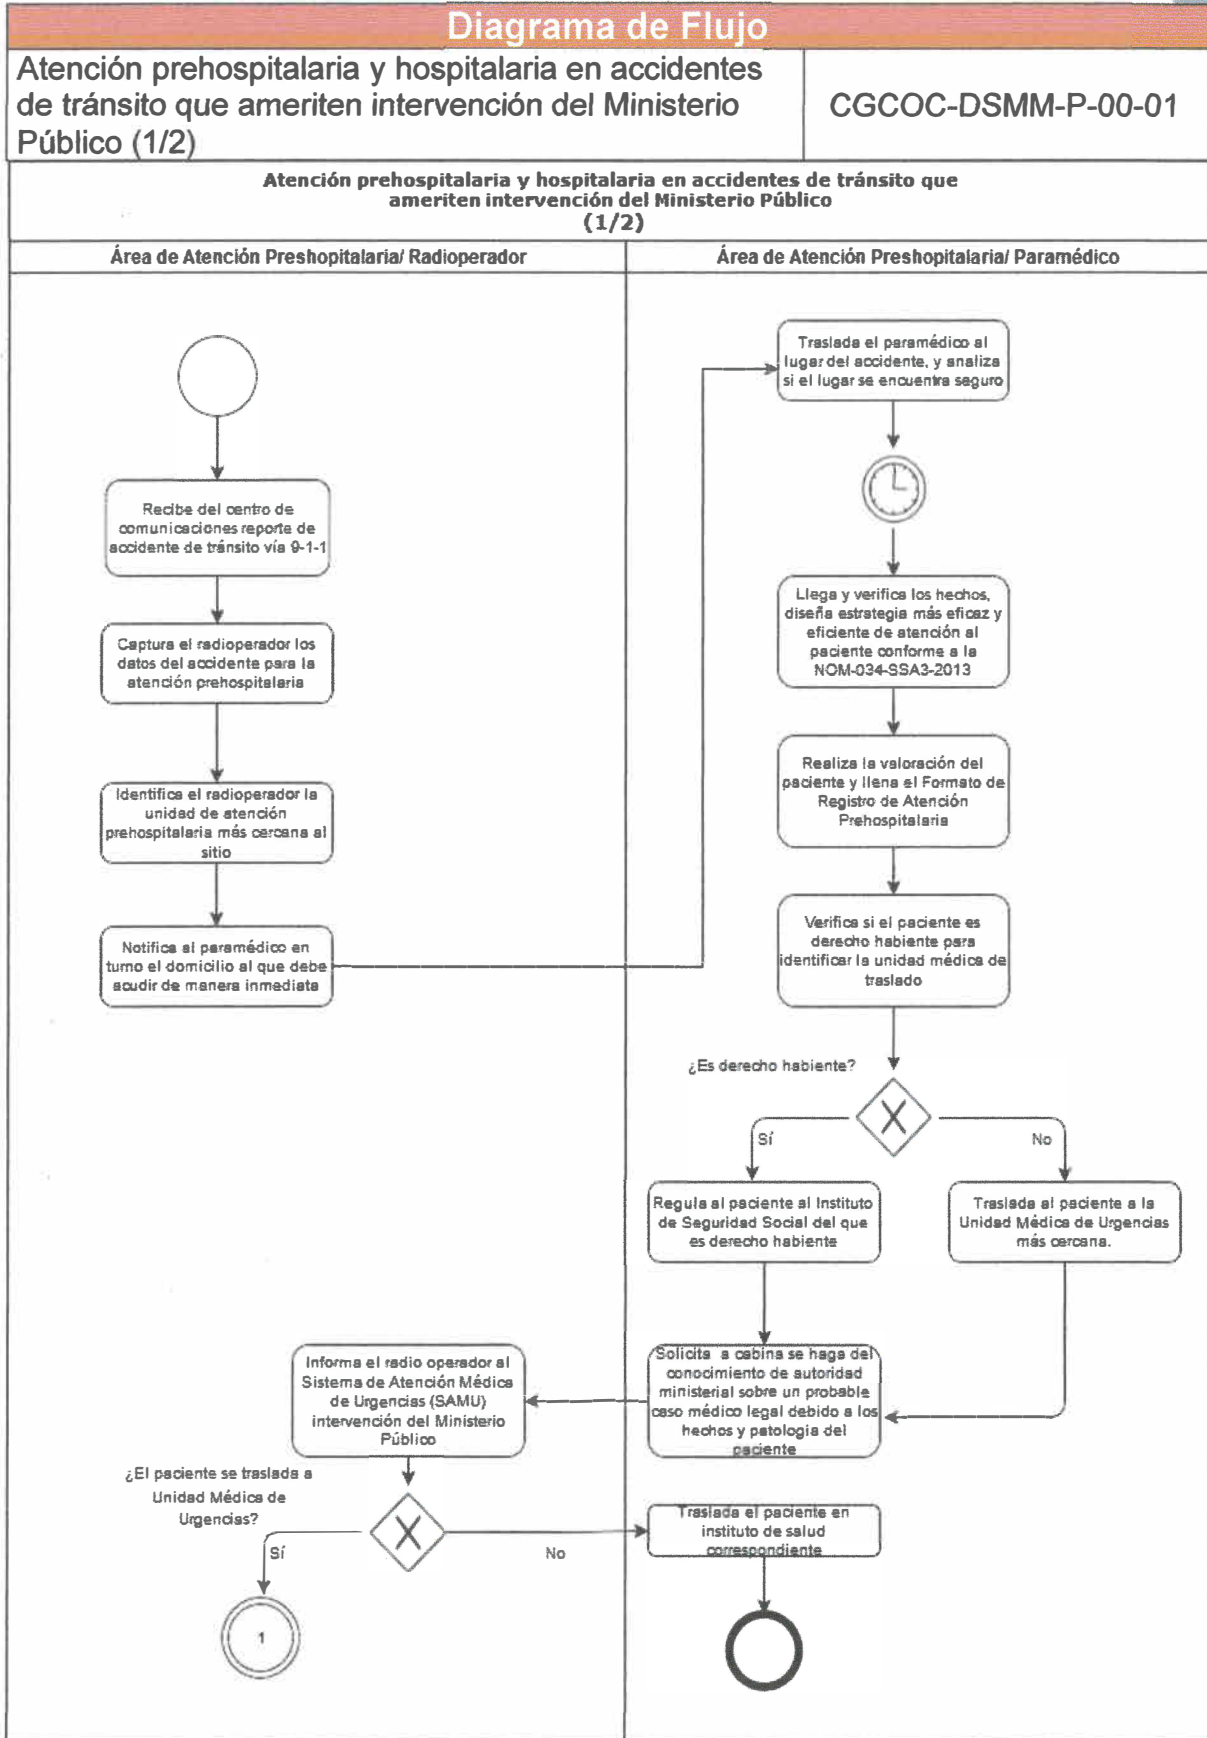 Diagrama de Flujo
Atención prehospitalaria y hospitalaria en accidentes
de tránsito que ameriten intervención del Ministerio
Público (1/2)
CGCOC-DSMM-P-00-01
Atención prehospitalaria y hospitalaria en accidentes de tránsito que
ameriten intervención del Ministerio Público
(1/2)
Área de Atención Preshopitalaria/ Radioperador
Área de Atención Preshopitalaria/ Paramédico
Recibe del centro de
comunicaciones reporte de
accidente de tránsito vía 9-1-1
Captura el radioperador los
datos del accidente para la
atención prehospitalaria
Identifica el radioperador la
unidad de atención
prehospitalaria más cercana al
sitio
Notifica al paramédico en
turno el domicilio al que debe
acudir de manera inmediata
Traslada el paramédico al
lugar del accidente, y analiza
si el lugar se encuentra seguro
Llega y verifica los hechos,
diseña estrategia más eficaz y
eficiente de atención al
paciente conforme a la
NOM-034-SSA3-2013
Realiza la valoración del
paciente y llena el Formato de
Registro de Atención
Prehospitalaria
Verifica si el paciente es
derecho habiente para
identificar la unidad médica de
traslado
¿Es derecho habiente?
Sí
No
Regula al paciente al Instituto
de Seguridad Social del que
es derecho habiente
Traslada al paciente a la
Unidad Médica de Urgencias
más cercana.
Solicita a cabina se haga del
conocimiento de autoridad
ministerial sobre un probable
caso médico legal debido a los
hechos y patología del
paciente
Informa el radio operador al
Sistema de Atención Médica
de Urgencias (SAMU)
intervención del Ministerio
Público
¿El paciente se traslada a
Unidad Médica de
Urgencias?
Sí
No
1
Traslada el paciente en
instituto de salud
correspondiente